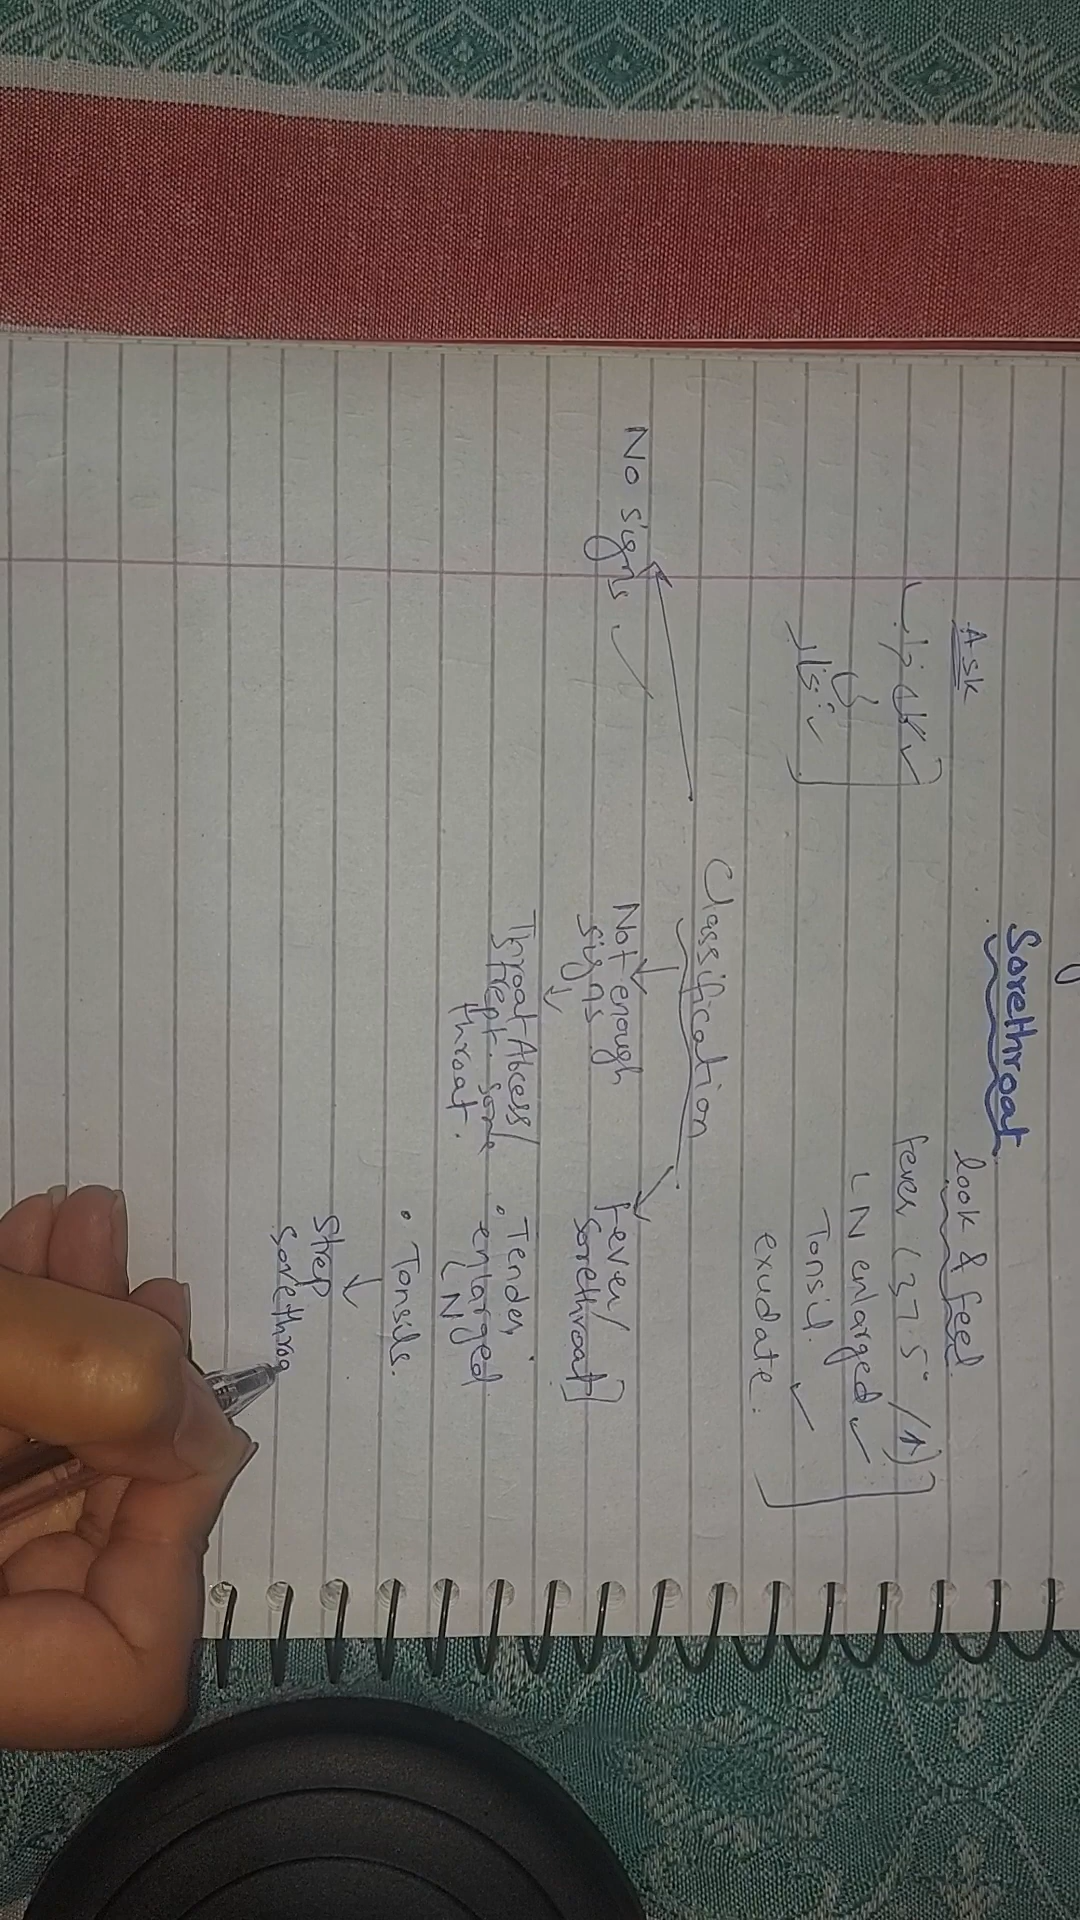 Sorethroat
Ask
look & feel
fever (37.5° / ↑)
LN enlarged ✓
Tonsil.
exudate. ✓
Classification
No signs ✓
Not enough
signs
Throat Abcess/
Strept. sore
throat.
Fever/
Sorethroat]
• Tender,
enlarged
LN
• Tonsils.
↓
Strep
sorethroa